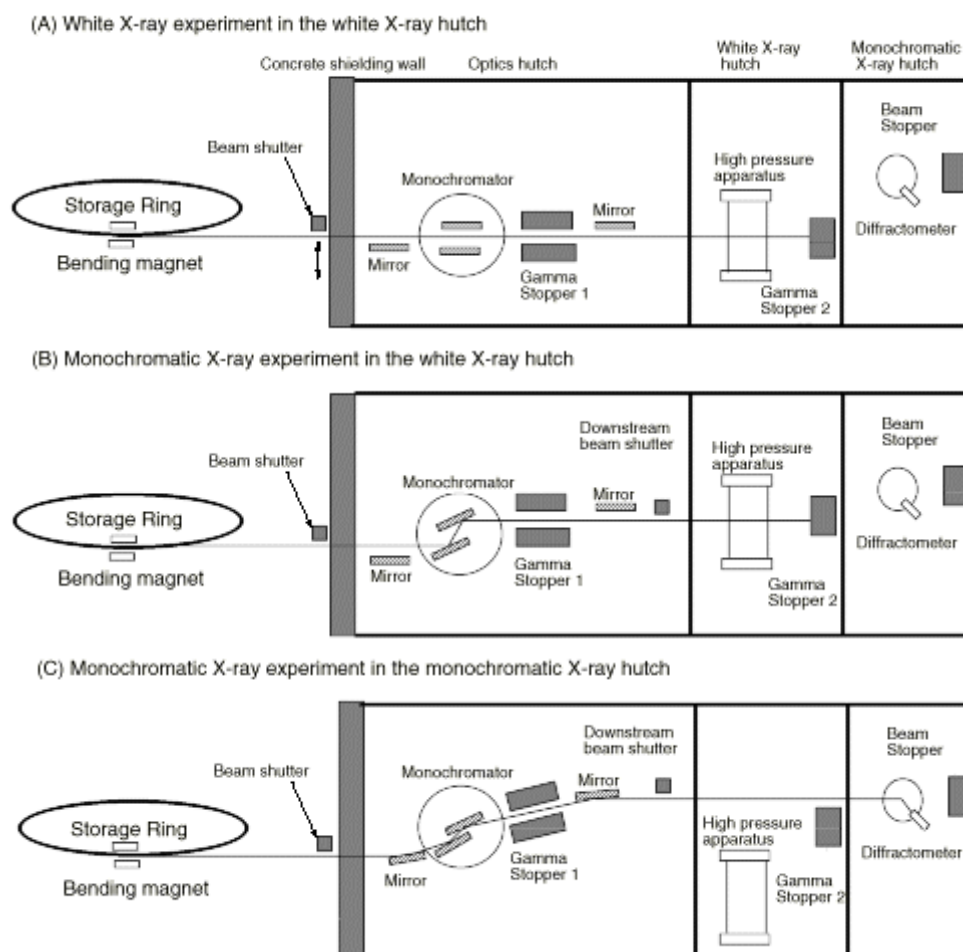 (A) White X-ray experiment in the white X-ray hutch
Concrete shielding wall
Optics hutch
White X-ray
hutch
Monochromatic
X-ray hutch
Beam shutter
Storage Ring
Bending magnet
Mirror
Monochromator
Gamma
Stopper 1
Mirror
High pressure
apparatus
Gamma
Stopper 2
Beam
Stopper
Diffractometer
(B) Monochromatic X-ray experiment in the white X-ray hutch
Beam shutter
Storage Ring
Bending magnet
Mirror
Monochromator
Gamma
Stopper 1
Mirror
Downstream
beam shutter
High pressure
apparatus
Gamma
Stopper 2
Beam
Stopper
Diffractometer
(C) Monochromatic X-ray experiment in the monochromatic X-ray hutch
Beam shutter
Storage Ring
Bending magnet
Mirror
Monochromator
Gamma
Stopper 1
Mirror
Downstream
beam shutter
High pressure
apparatus
Gamma
Stopper 2
Beam
Stopper
Diffractometer